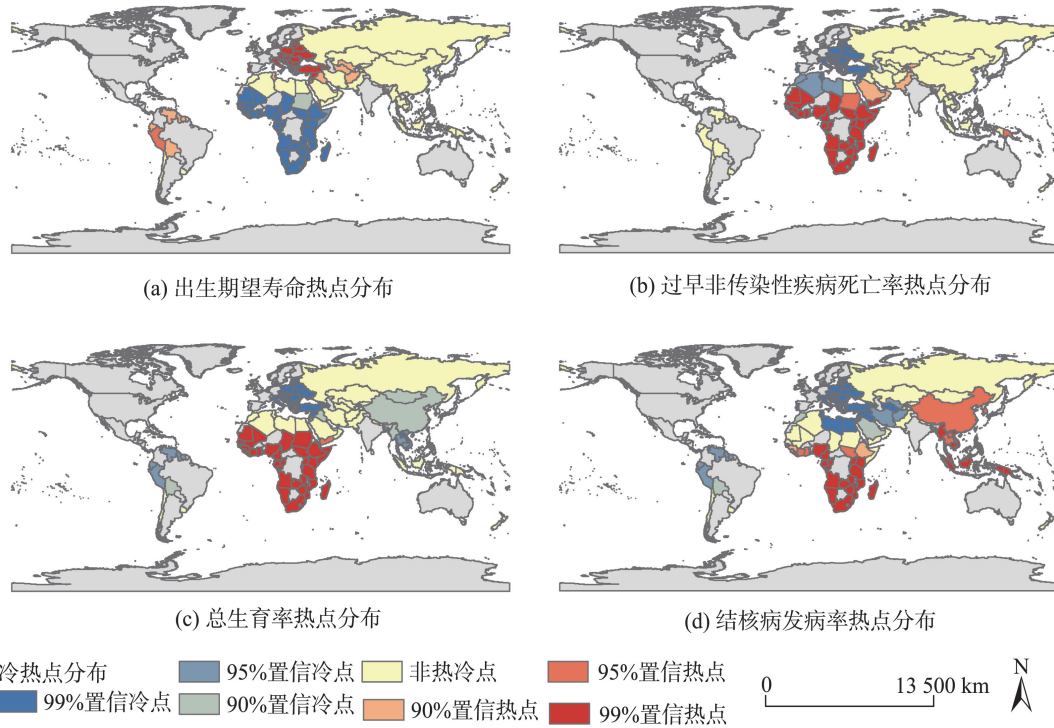 (a) 出生期望寿命热点分布
(b) 过早非传染性疾病死亡率热点分布
(c) 总生育率热点分布
(d) 结核病发病率热点分布
冷热点分布
95%置信冷点
非热冷点
95%置信热点
99%置信冷点
90%置信冷点
90%置信热点
99%置信热点
0
13 500 km
N